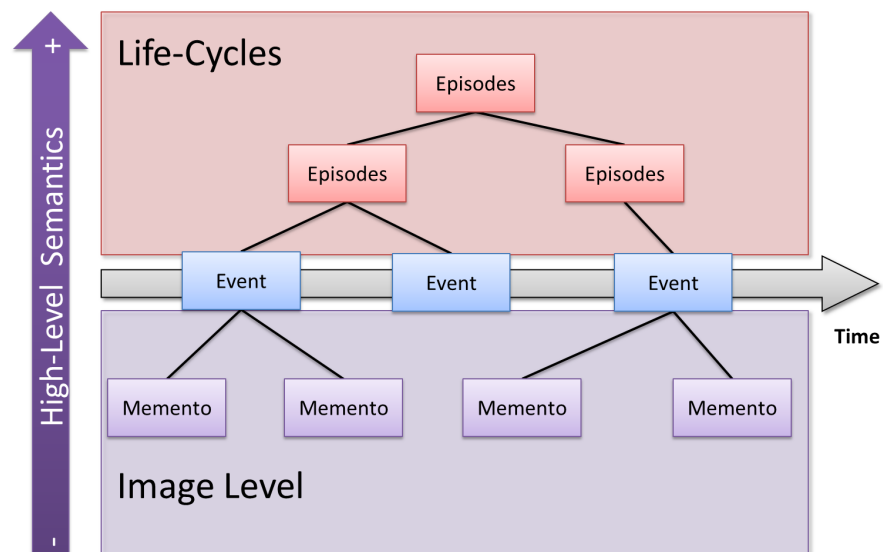 +
High-Level Semantics
-
Life-Cycles
Episodes
Episodes
Episodes
Event
Event
Event
Time
Memento
Memento
Memento
Memento
Image Level